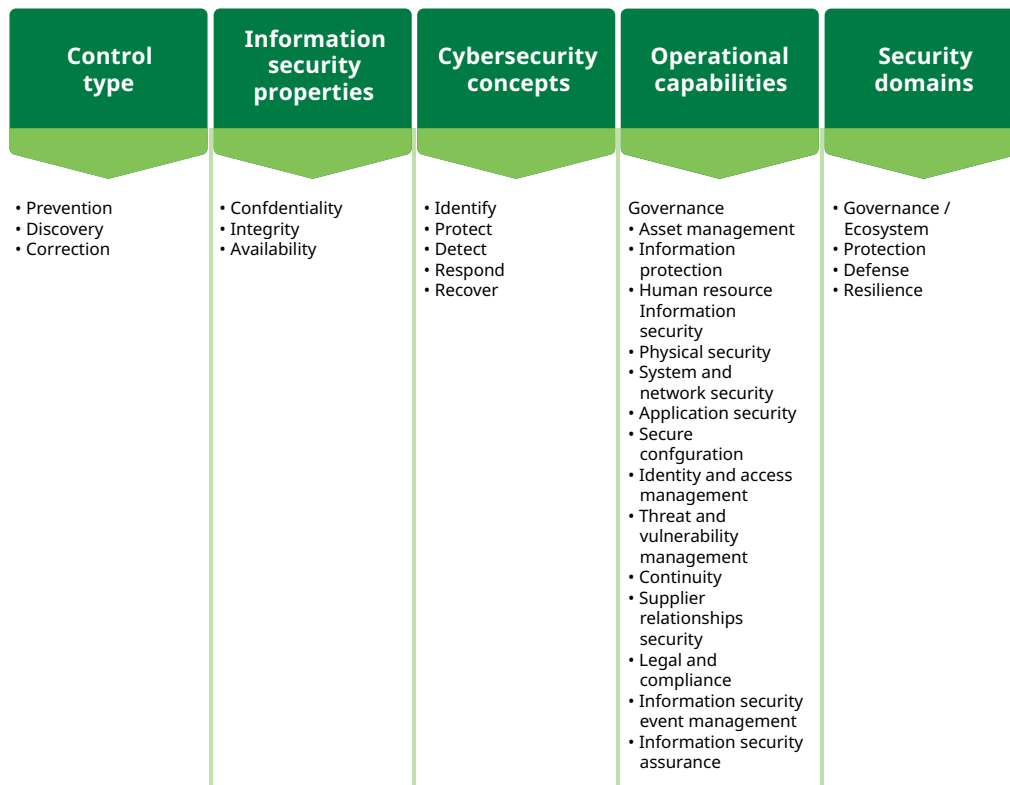 Control
type
Information
security
properties
Cybersecurity
concepts
Operational
capabilities
Security
domains
• Prevention
• Discovery
• Correction
• Confdentiality
• Integrity
• Availability
• Identify
• Protect
• Detect
• Respond
• Recover
Governance
• Asset management
• Information
protection
• Human resource
Information
security
• Physical security
• System and
network security
• Application security
• Secure
confguration
• Identity and access
management
• Threat and
vulnerability
management
• Continuity
• Supplier
relationships
security
• Legal and
compliance
• Information security
event management
• Information security
assurance
• Governance /
Ecosystem
• Protection
• Defense
• Resilience